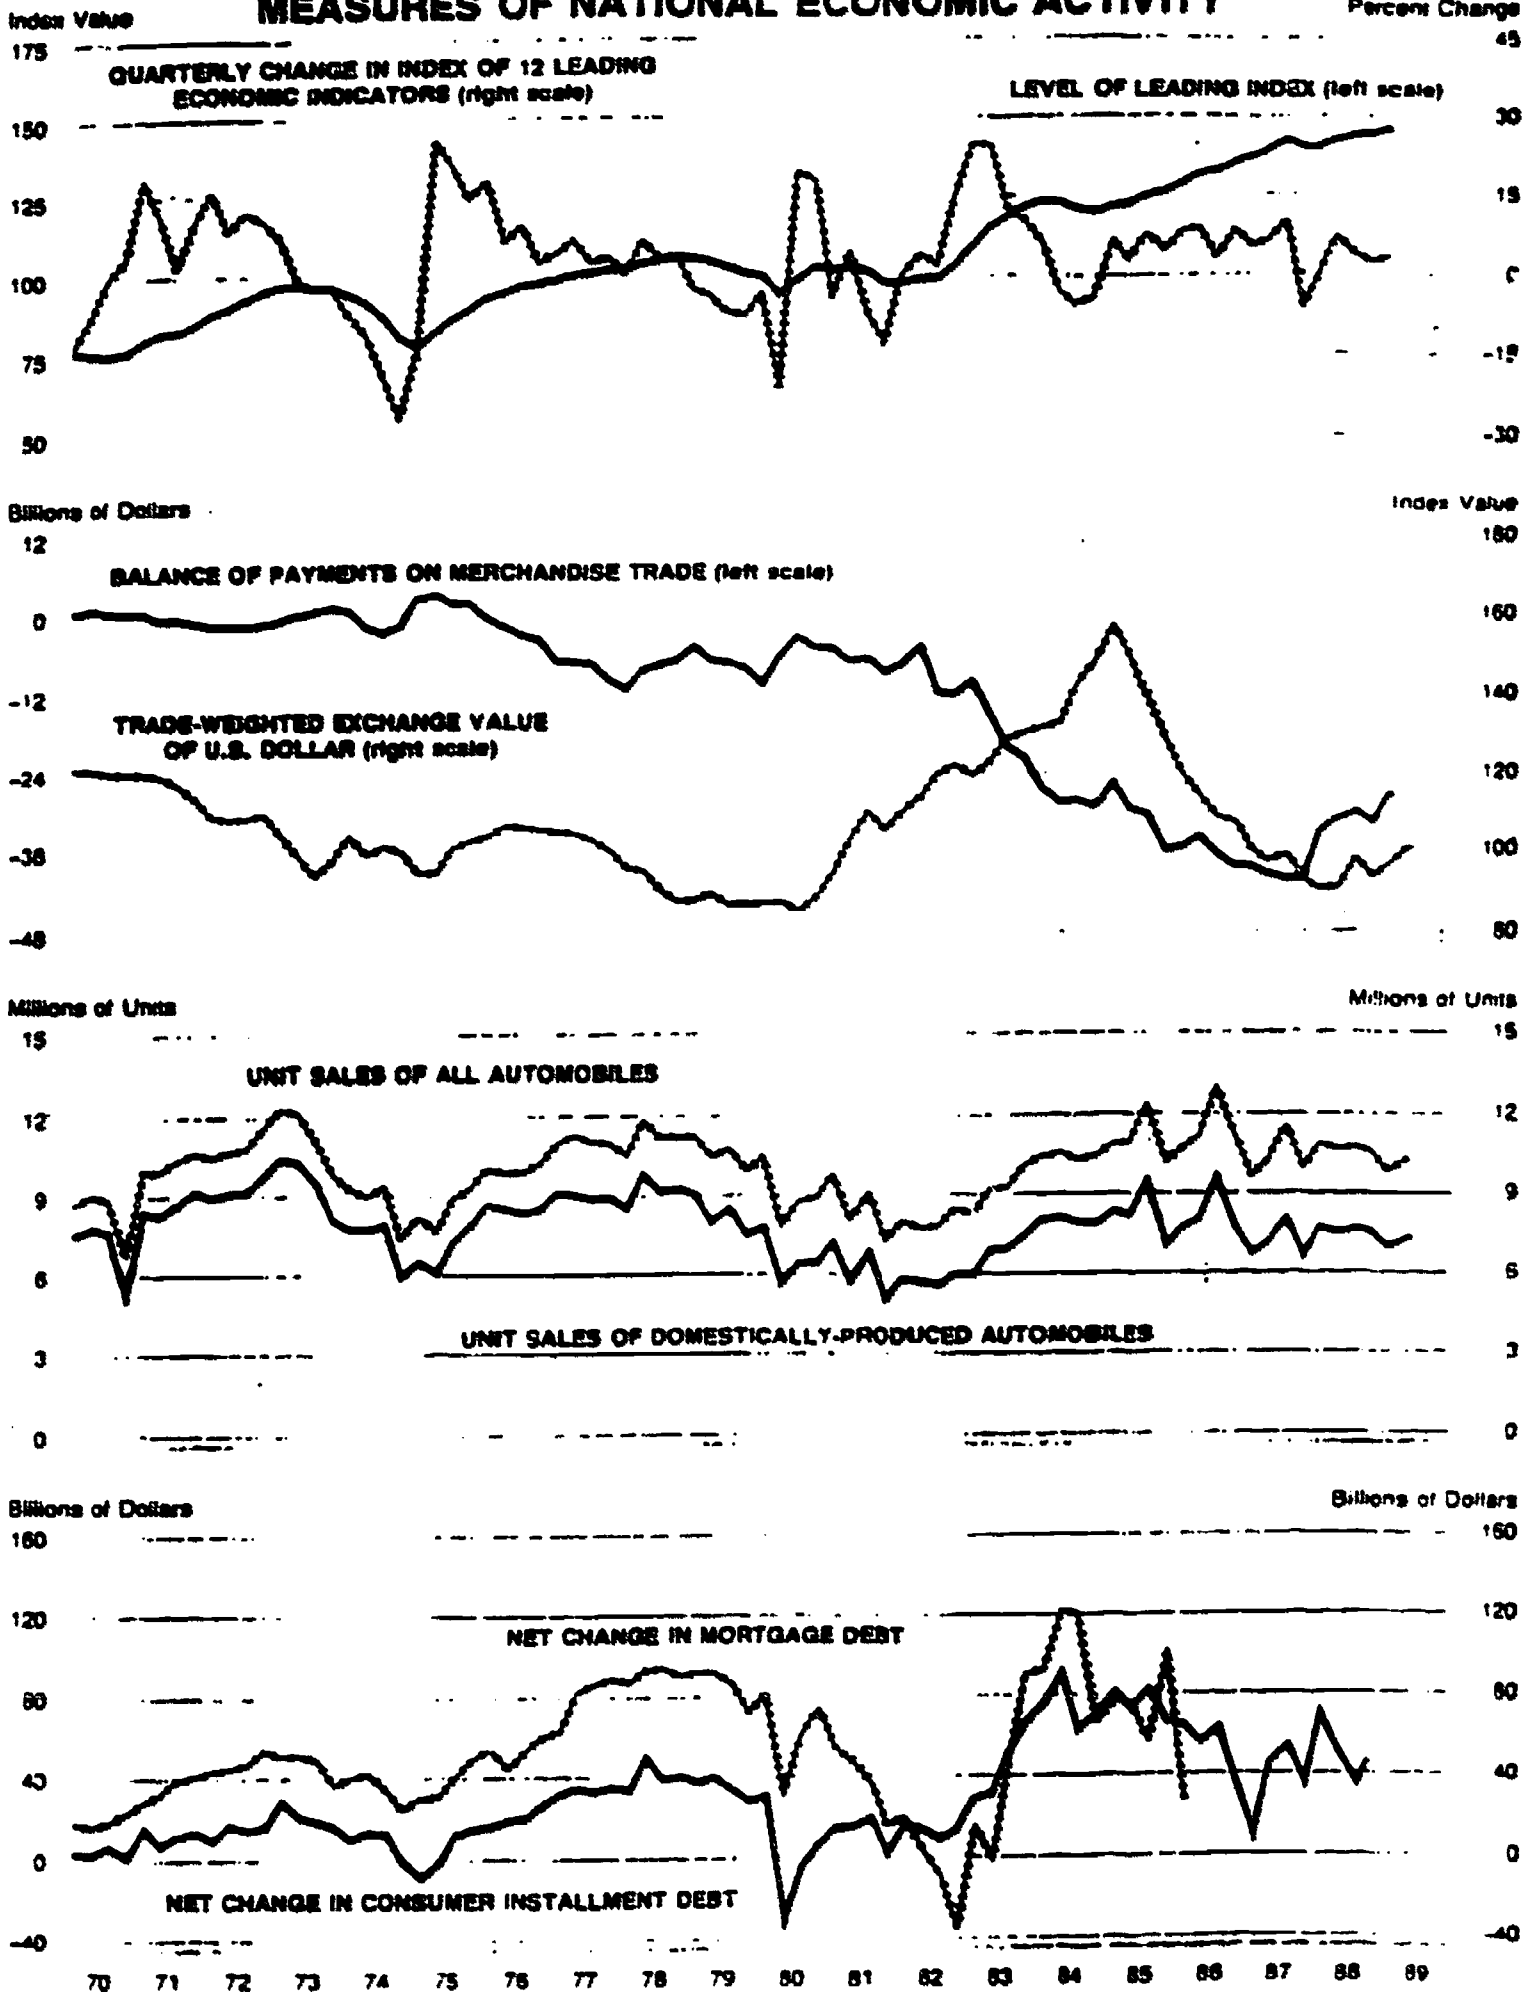 MEASURES OF NATIONAL ECONOMIC ACTIVITY
Index Value
Percent Change
175
45
QUARTERLY CHANGE IN INDEX OF 12 LEADING
ECONOMIC INDICATORS (right scale)
LEVEL OF LEADING INDEX (left scale)
150
30
125
15
100
0
75
-15
50
-30
Billions of Dollars
Index Value
12
180
BALANCE OF PAYMENTS ON MERCHANDISE TRADE (left scale)
0
160
-12
140
TRADE-WEIGHTED EXCHANGE VALUE
OF U.S. DOLLAR (right scale)
-24
120
-36
100
-48
80
Millions of Units
Millions of Units
15
15
UNIT SALES OF ALL AUTOMOBILES
12
12
9
9
6
6
UNIT SALES OF DOMESTICALLY-PRODUCED AUTOMOBILES
3
3
0
0
Billions of Dollars
Billions of Dollars
160
160
120
120
NET CHANGE IN MORTGAGE DEBT
80
80
40
40
0
0
NET CHANGE IN CONSUMER INSTALLMENT DEBT
-40
-40
70 71 72 73 74 75 76 77 78 79 80 81 82 83 84 85 86 87 88 89